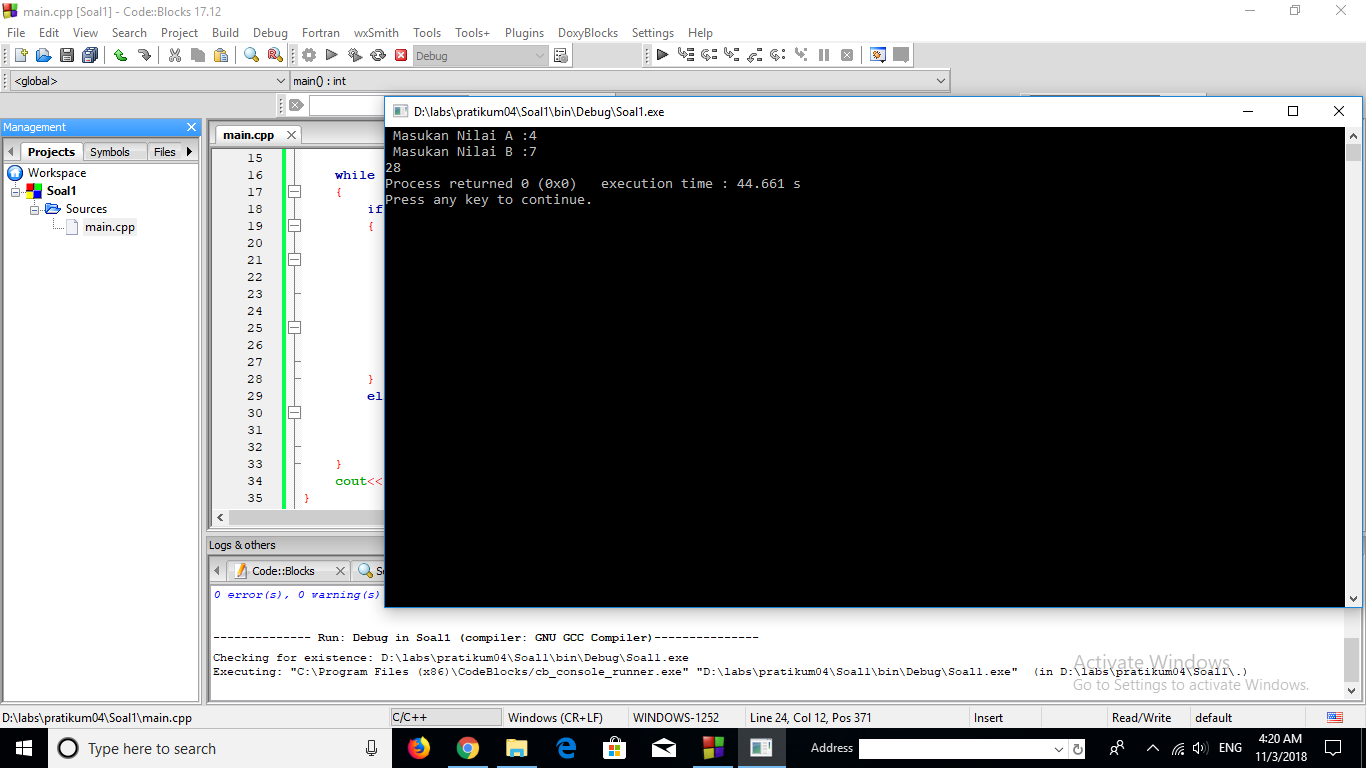 main.cpp [Soal1] - Code::Blocks 17.12
File Edit View Search Project Build Debug Fortran wxSmith Tools Tools+ Plugins DoxyBlocks Settings Help
Debug
<global> main() : int
D:\labs\pratikum04\Soal1\bin\Debug\Soal1.exe
Masukan Nilai A :4
Masukan Nilai B :7
28
Process returned 0 (0x0) execution time : 44.661 s
Press any key to continue.
Management
Projects Symbols Files
Workspace
Soal1
Sources
main.cpp
main.cpp
15
16 while
17 {
18 if
19 {
20
21
22
23
24
25
26
27
28 }
29 el
30
31
32
33 }
34 cout<<
35 }
Logs & others
Code::Blocks
0 error(s), 0 warning(s)
-------------- Run: Debug in Soal1 (compiler: GNU GCC Compiler)---------------
Checking for existence: D:\labs\pratikum04\Soal1\bin\Debug\Soal1.exe
Executing: "C:\Program Files (x86)\CodeBlocks/cb_console_runner.exe" "D:\labs\pratikum04\Soal1\bin\Debug\Soal1.exe" (in D:\labs\pratikum04\Soal1\.)
Activate Windows
Go to Settings to activate Windows.
D:\labs\pratikum04\Soal1\main.cpp C/C++ Windows (CR+LF) WINDOWS-1252 Line 24, Col 12, Pos 371 Insert Read/Write default
Type here to search Address ENG 4:20 AM
11/3/2018